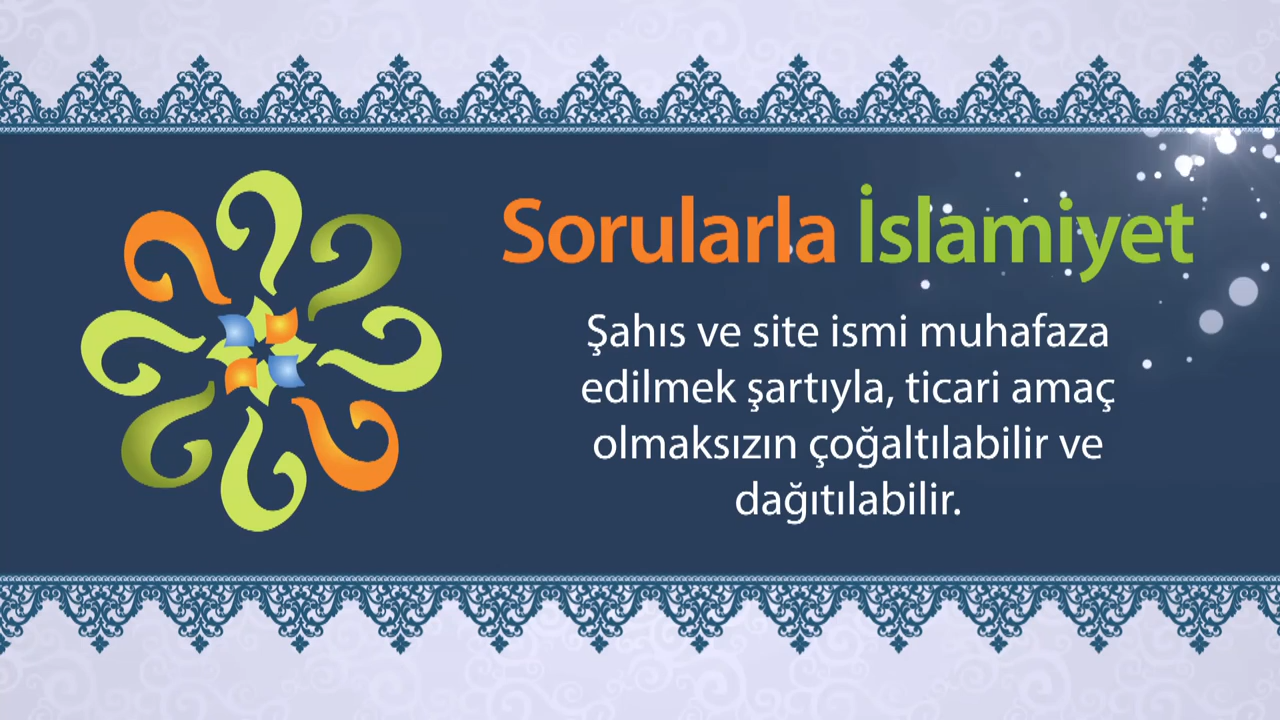 Sorularla İslamiyet
Şahıs ve site ismi muhafaza
edilmek şartıyla, ticari amaç
olmaksızın çoğaltılabilir ve
dağıtılabilir.